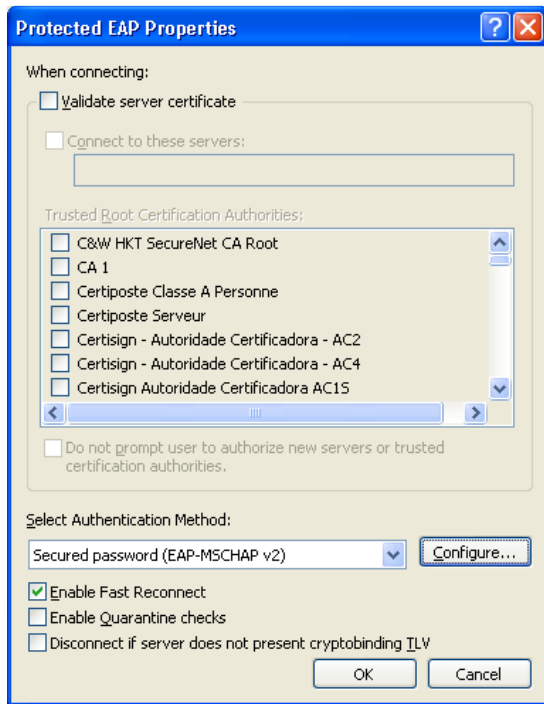 Protected EAP Properties
When connecting:
Validate server certificate
Connect to these servers:
Trusted Root Certification Authorities:
C&W HKT SecureNet CA Root
CA 1
Certiposte Classe A Personne
Certiposte Serveur
Certisign - Autoridade Certificadora - AC2
Certisign - Autoridade Certificadora - AC4
Certisign Autoridade Certificadora AC1S
Do not prompt user to authorize new servers or trusted
certification authorities.
Select Authentication Method:
Secured password (EAP-MSCHAP v2)
Configure...
Enable Fast Reconnect
Enable Quarantine checks
Disconnect if server does not present cryptobinding TLV
OK Cancel